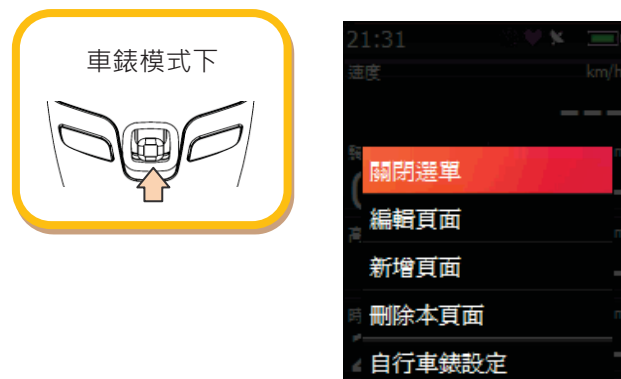 車錶模式下
21:31
速度 km/h
---
關閉選單
編輯頁面
新增頁面
刪除本頁面
自行車錶設定